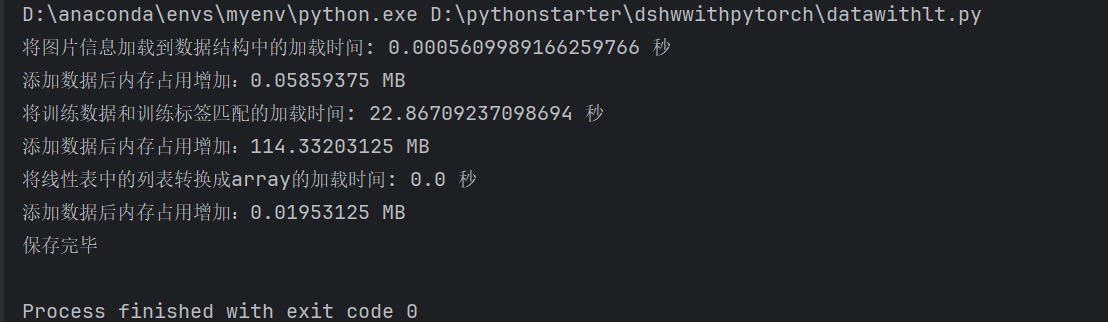 D:\anaconda\envs\myenv\python.exe D:\pythonstarter\dshwwithpytorch\datawithlt.py
将图片信息加载到数据结构中的加载时间: 0.0005609989166259766 秒
添加数据后内存占用增加：0.05859375 MB
将训练数据和训练标签匹配的加载时间: 22.86709237098694 秒
添加数据后内存占用增加：114.33203125 MB
将线性表中的列表转换成array的加载时间: 0.0 秒
添加数据后内存占用增加：0.01953125 MB
保存完毕
Process finished with exit code 0